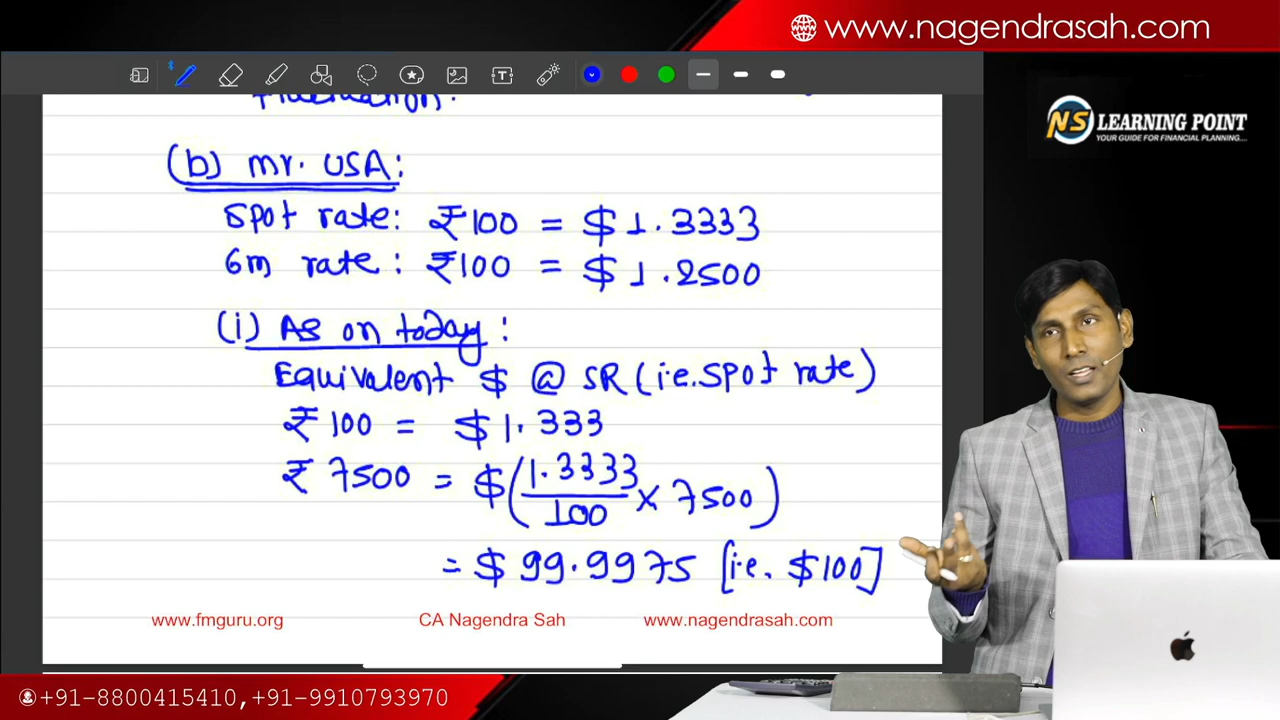 www.nagendrasah.com
NS LEARNING POINT
YOUR GUIDE FOR FINANCIAL PLANNING....
(b) Mr. USA:
Spot rate: ₹100 = $1.3333
6m rate: ₹100 = $1.2500
(i) As on today:
Equivalent $ @ SR (i.e. Spot rate)
₹100 = $1.333
₹7500 = $(1.3333/100 × 7500)
= $99.9975 [i.e. $100]
www.fmguru.org CA Nagendra Sah www.nagendrasah.com
+91-8800415410,+91-9910793970